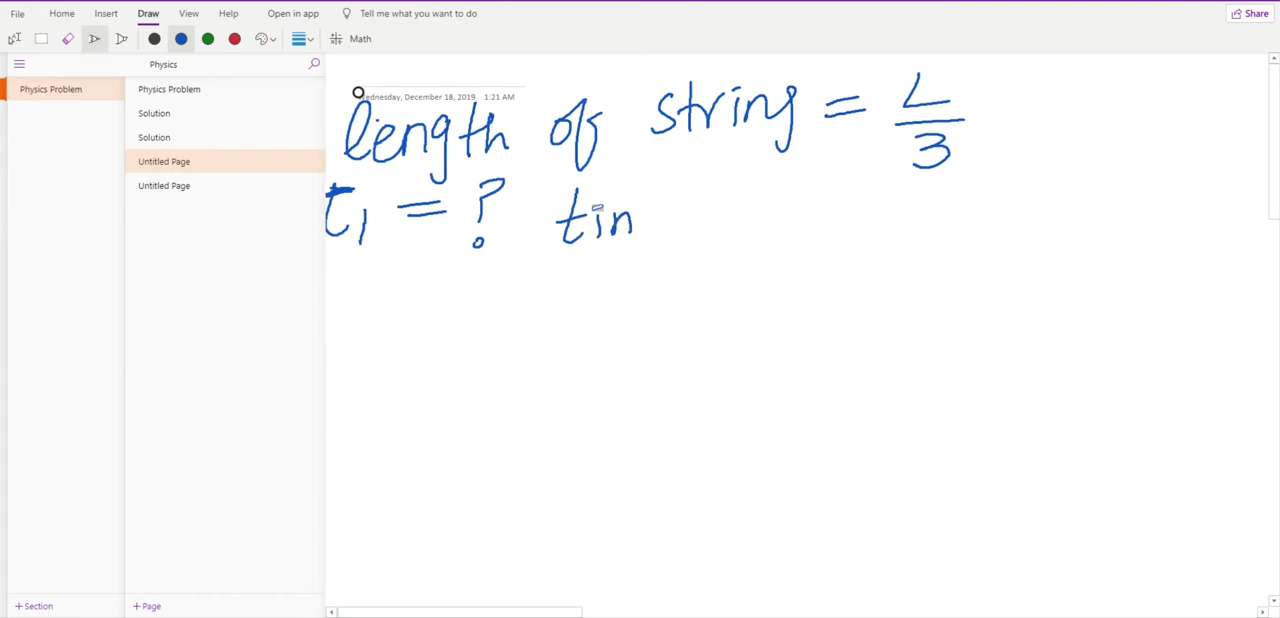 File Home Insert Draw View Help Open in app Tell me what you want to do Share
Math
Physics
Physics Problem
Physics Problem
Solution
Solution
Untitled Page
Untitled Page
Wednesday, December 18, 2019 1:21 AM
length of string = L/3
t₁ = ? tin
+ Section
+ Page